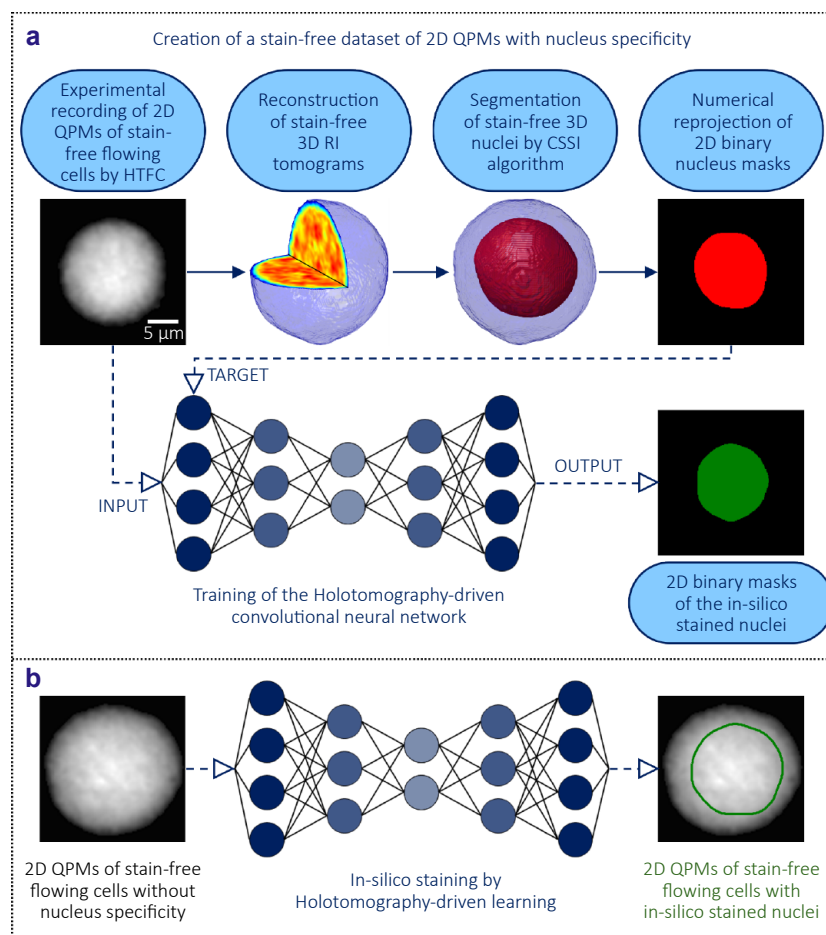 a
Creation of a stain-free dataset of 2D QPMs with nucleus specificity
Experimental
recording of 2D
QPMs of stain-
free flowing
cells by HTFC
Reconstruction
of stain-free
3D RI
tomograms
Segmentation
of stain-free 3D
nuclei by CSSI
algorithm
Numerical
reprojection of
2D binary
nucleus masks
5 μm
TARGET
INPUT
OUTPUT
Training of the Holotomography-driven
convolutional neural network
2D binary masks
of the in-silico
stained nuclei
b
2D QPMs of stain-free
flowing cells without
nucleus specificity
In-silico staining by
Holotomography-driven learning
2D QPMs of stain-free
flowing cells with
in-silico stained nuclei